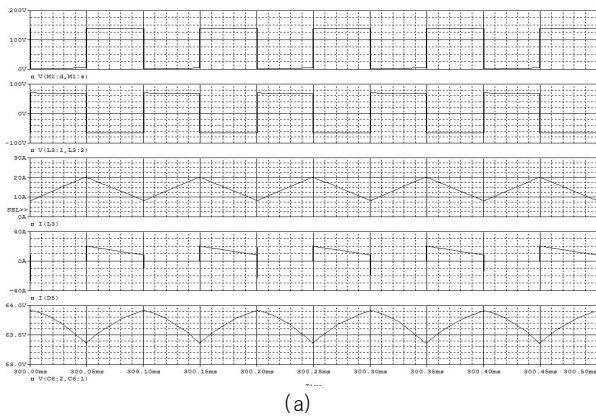 200V
100V
0V
V(M1:d,M1:s)
100V
0V
-100V
V(L3:1,L3:2)
30A
20A
10A
SEL>>
0A
I(L3)
40A
0A
-40A
I(D5)
64.0V
63.5V
63.0V
300.00ms 300.05ms 300.10ms 300.15ms 300.20ms 300.25ms 300.30ms 300.35ms 300.40ms 300.45ms 300.50ms
V(C6:2,C6:1)
Time
(a)